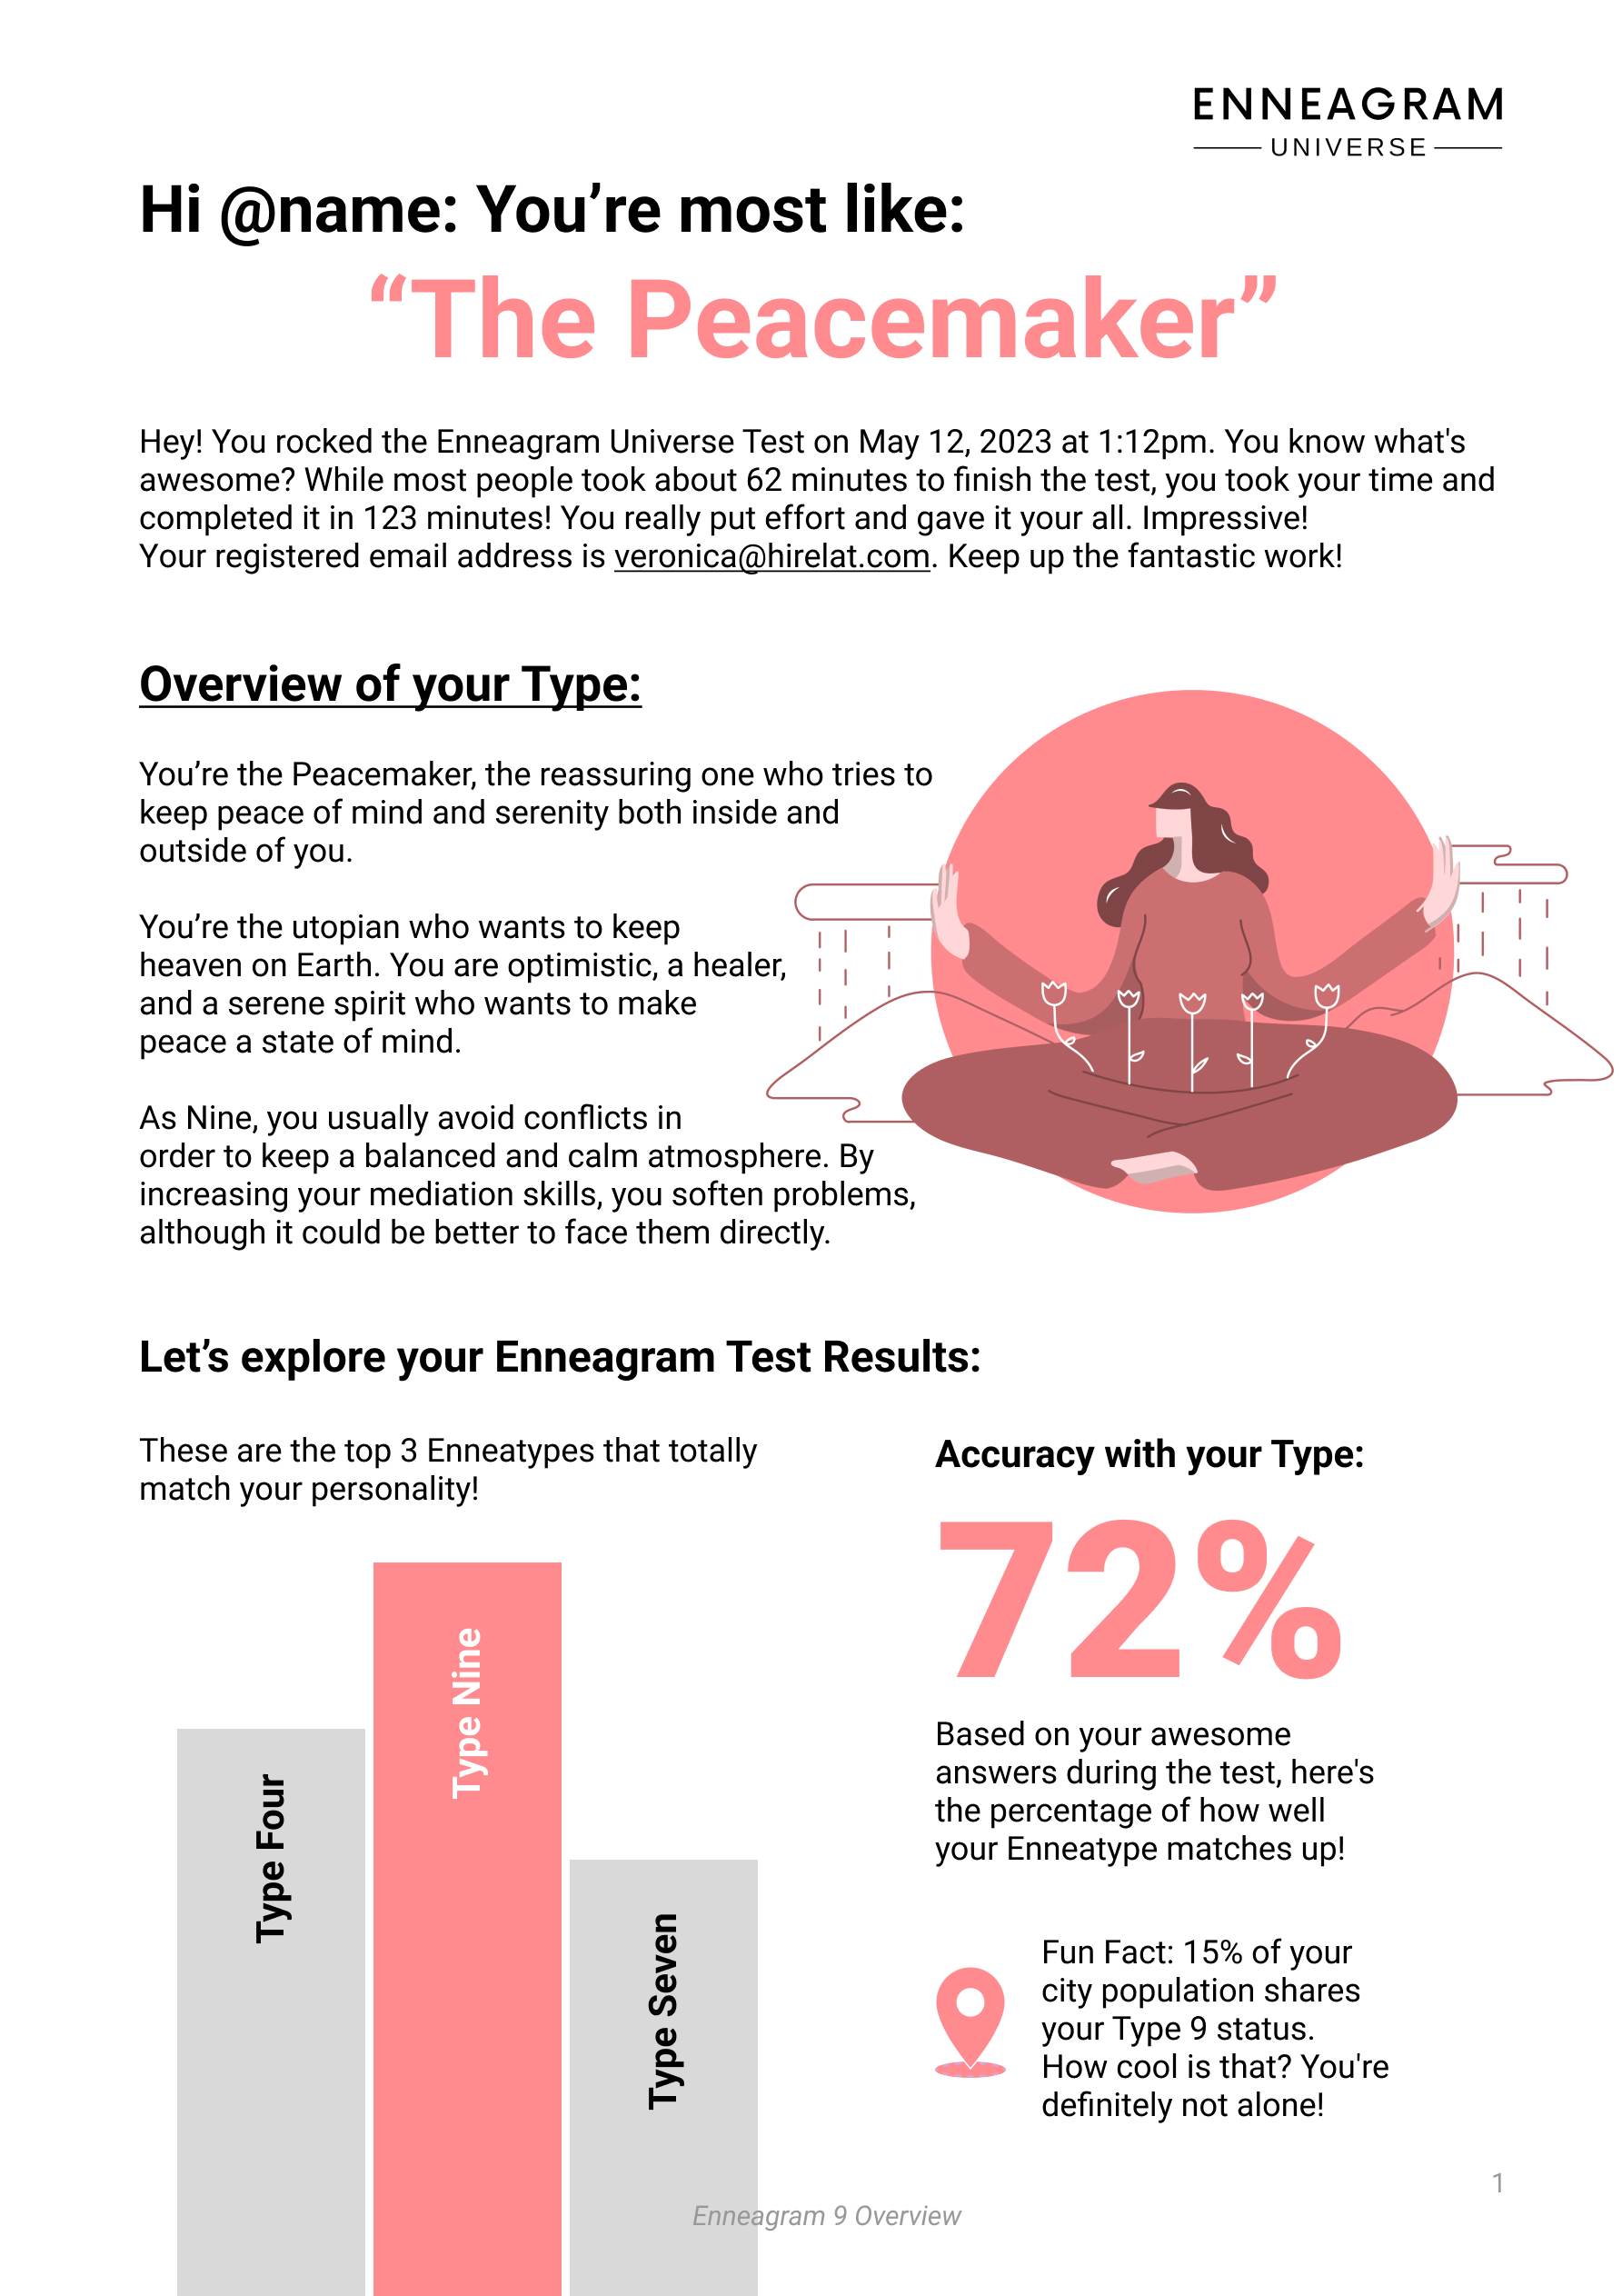 ENNEAGRAM
UNIVERSE
Hi @name: You’re most like:
“The Peacemaker”
Hey! You rocked the Enneagram Universe Test on May 12, 2023 at 1:12pm. You know what's
awesome? While most people took about 62 minutes to finish the test, you took your time and
completed it in 123 minutes! You really put effort and gave it your all. Impressive!
Your registered email address is veronica@hirelat.com. Keep up the fantastic work!
Overview of your Type:
You’re the Peacemaker, the reassuring one who tries to
keep peace of mind and serenity both inside and
outside of you.
You’re the utopian who wants to keep
heaven on Earth. You are optimistic, a healer,
and a serene spirit who wants to make
peace a state of mind.
As Nine, you usually avoid conflicts in
order to keep a balanced and calm atmosphere. By
increasing your mediation skills, you soften problems,
although it could be better to face them directly.
Let’s explore your Enneagram Test Results:
These are the top 3 Enneatypes that totally
match your personality!
Type Four
Type Nine
Type Seven
Accuracy with your Type:
72%
Based on your awesome
answers during the test, here's
the percentage of how well
your Enneatype matches up!
Fun Fact: 15% of your
city population shares
your Type 9 status.
How cool is that? You're
definitely not alone!
1
Enneagram 9 Overview